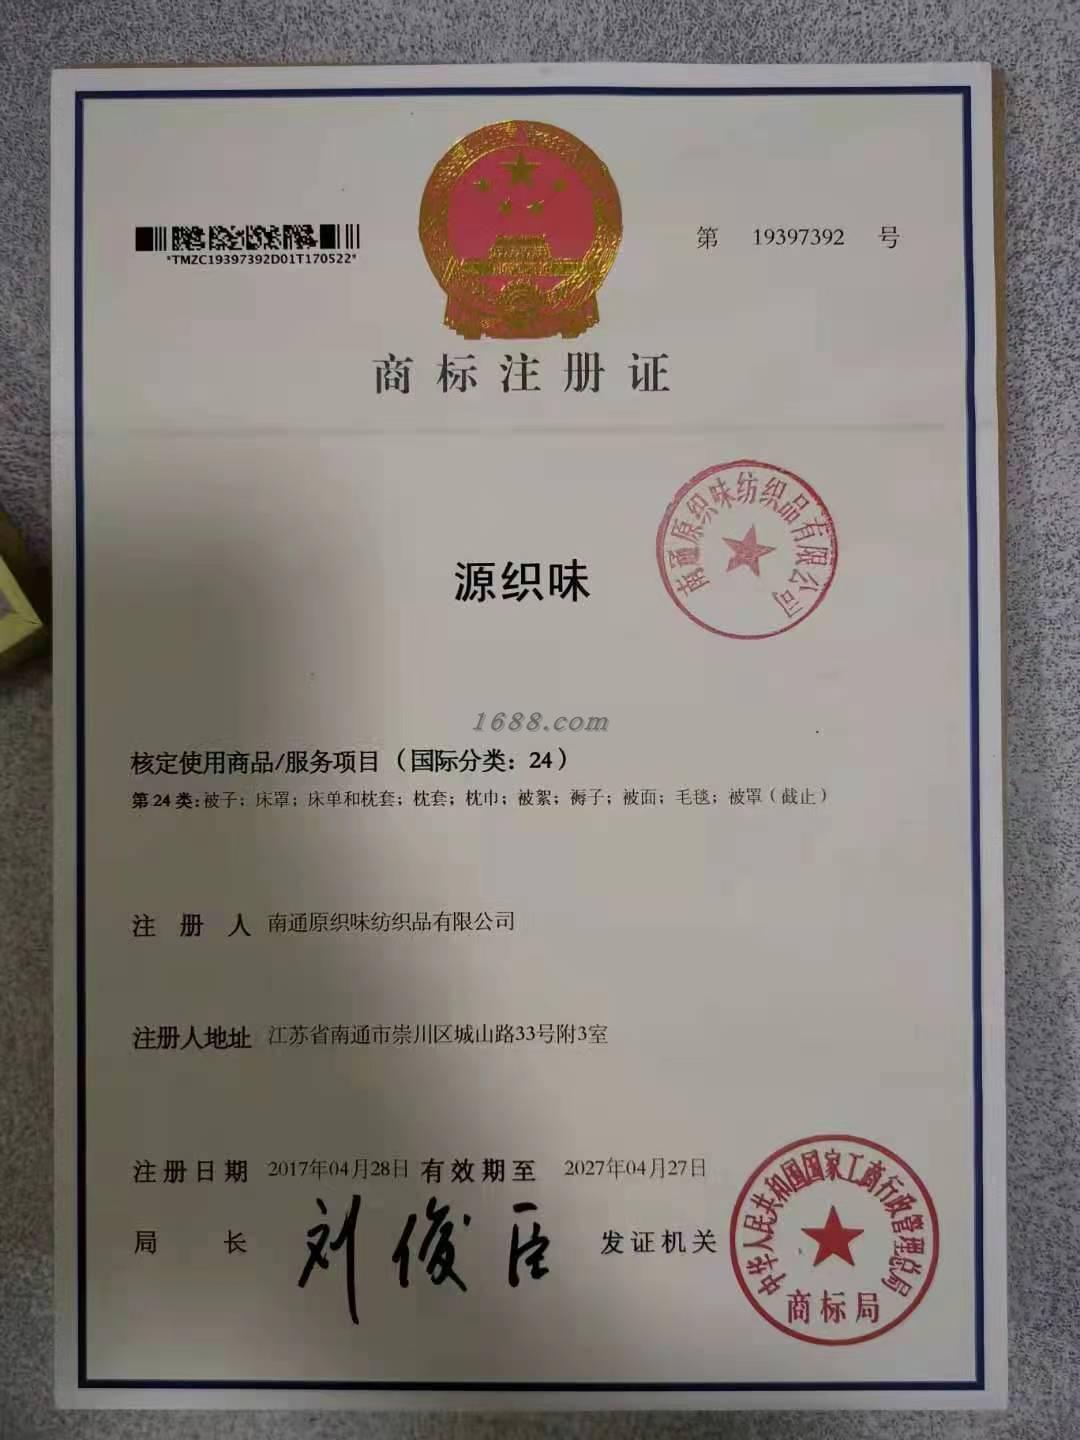 *TMZC19397392D01T170522*
第 19397392 号
商标注册证
南通原织味纺织品有限公司
源织味
1688.com
核定使用商品/服务项目（国际分类：24）
第24类：被子；床罩；床单和枕套；枕套；枕巾；被絮；褥子；被面；毛毯；被罩（截止）
注册人 南通原织味纺织品有限公司
注册人地址 江苏省南通市崇川区城山路33号附3室
注册日期 2017年04月28日 有效期至 2027年04月27日
局长 刘俊臣 发证机关
中华人民共和国国家工商行政管理总局
商标局